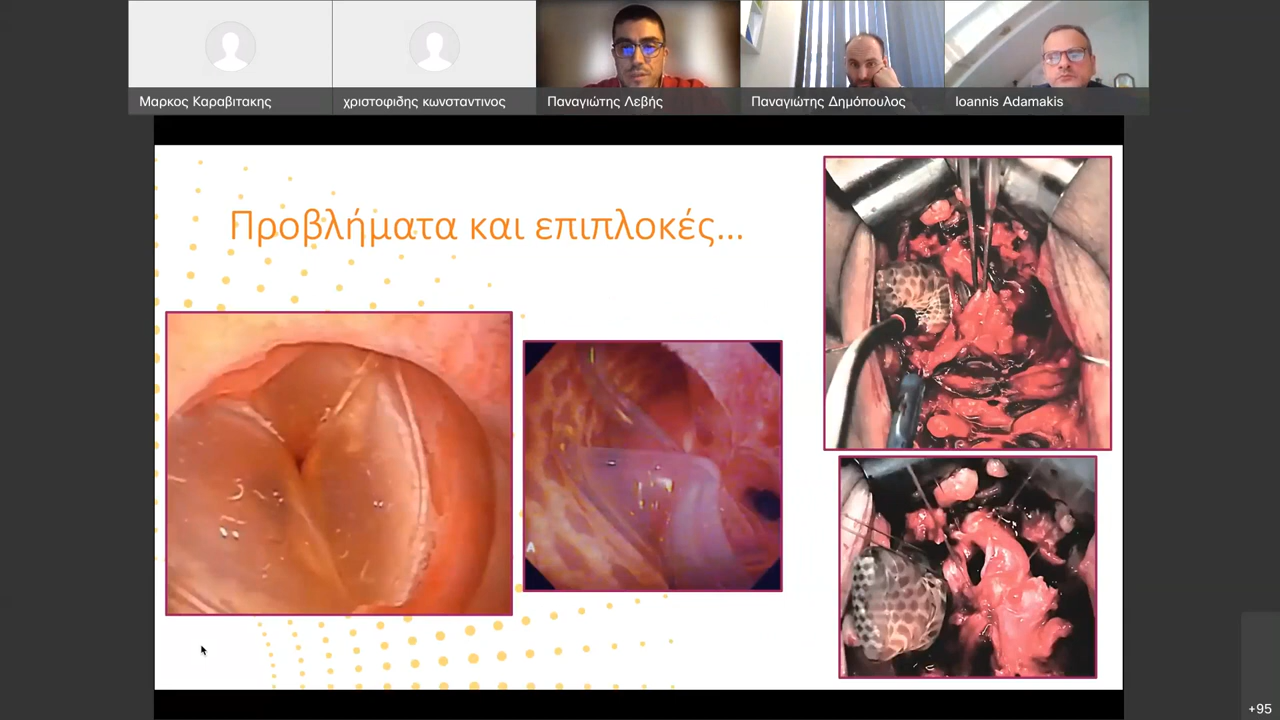 Μαρκος Καραβιτακης
χριστοφιδης κωνσταντινος
Παναγιώτης Λεβής
Παναγιώτης Δημόπουλος
Ioannis Adamakis
Προβλήματα και επιπλοκές...
A
+95